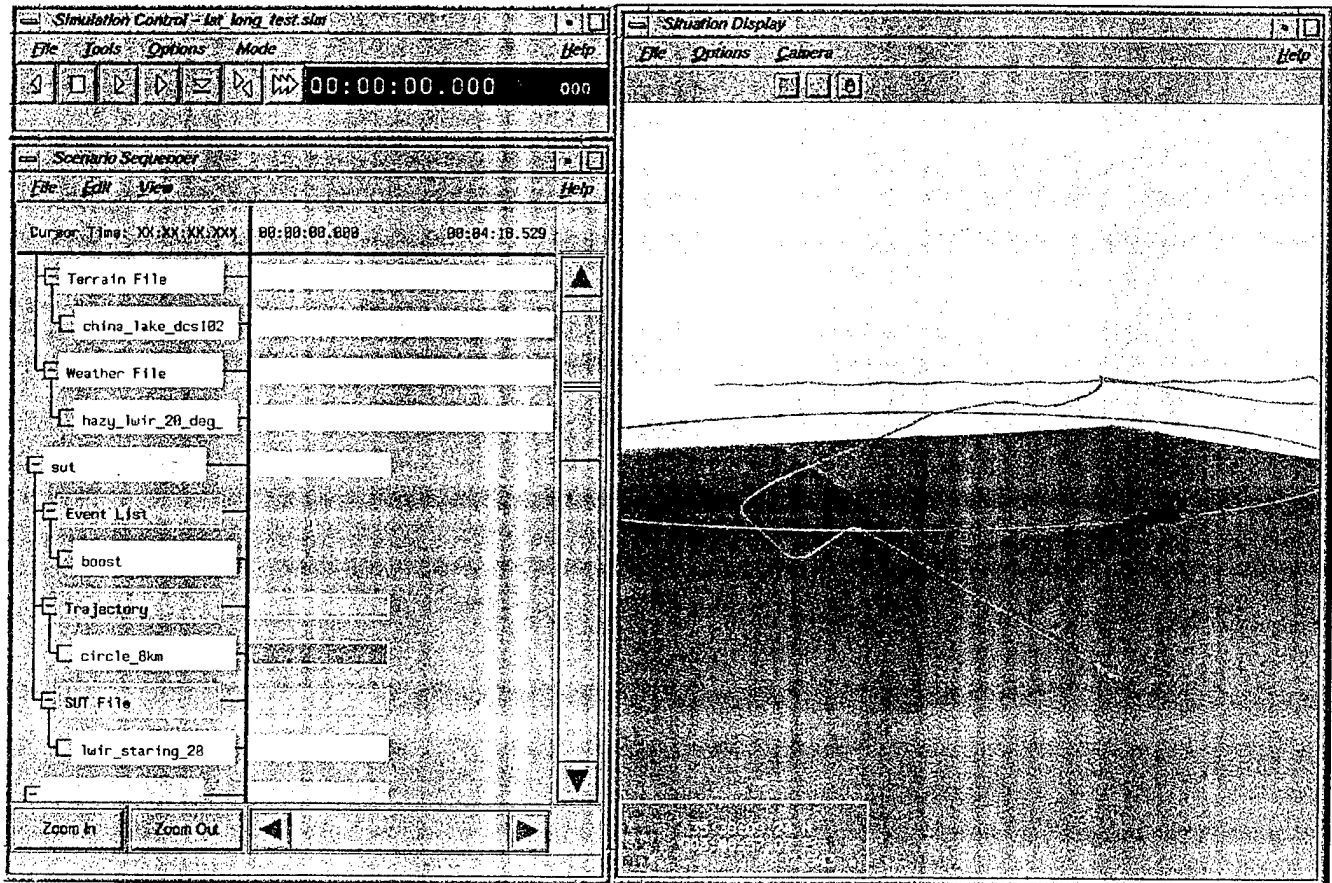 Simulation Control - lat_long_test.sim
File Tools Options Mode Help
00:00:00.000 000
Scenario Sequencer
File Edit View Help
Cursor Time: XX:XX:XX.XXX 00:00:00.000 00:04:18.529
Terrain File
china_lake_dcs102
Weather File
hazy_lwir_20_deg_
sut
Event List
boost
Trajectory
circle_8km
SUT File
lwir_staring_20
Zoom In Zoom Out
Situation Display
File Options Camera Help